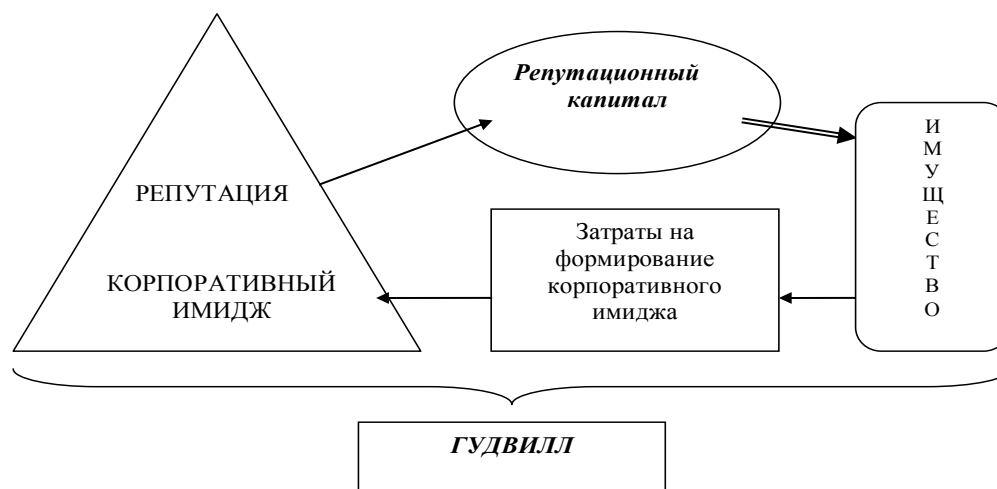 Репутационный
капитал
РЕПУТАЦИЯ
КОРПОРАТИВНЫЙ
ИМИДЖ
Затраты на
формирование
корпоративного
имиджа
И
М
У
Щ
Е
С
Т
В
О
ГУДВИЛЛ